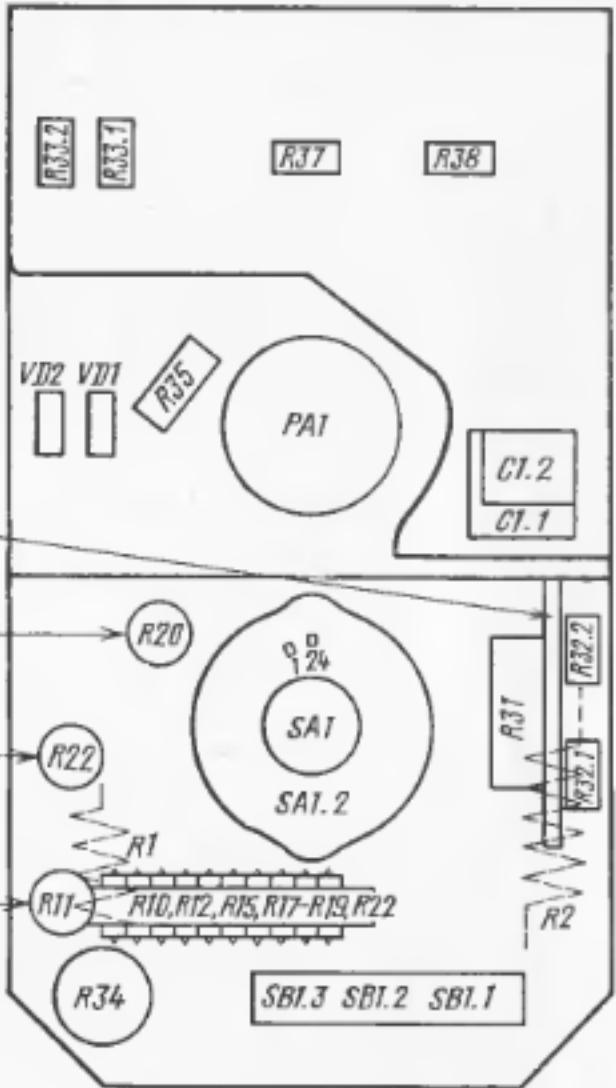 R33.2 R33.1 R37 R38
VD2 VD1 R35 PA1
C1.2
C1.1
R20 1 24 R32.2
R22 SA1 R31 R32.1
SA1.2
R1
R11 R10,R12,R15,R17-R19,R22 R2
R34 SB1.3 SB1.2 SB1.1